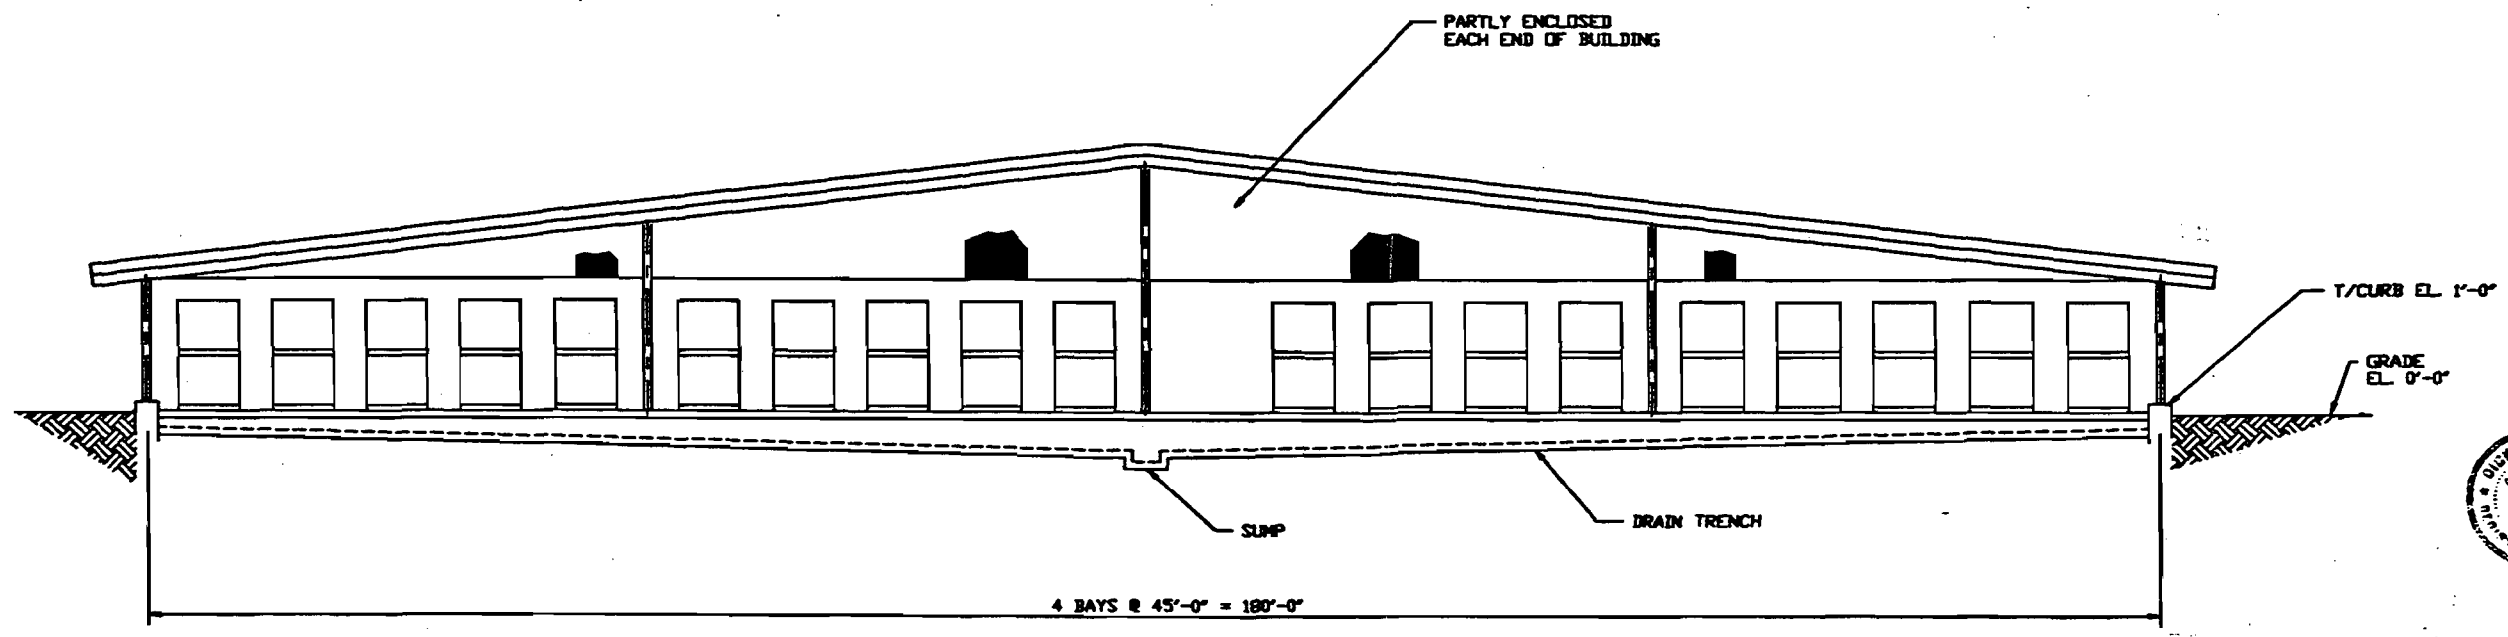 PARTLY ENCLOSED
EACH END OF BUILDING
T/CURB EL. 1'-0"
GRADE
EL. 0'-0"
SUMP
DRAIN TRENCH
4 BAYS @ 45'-0" = 180'-0"